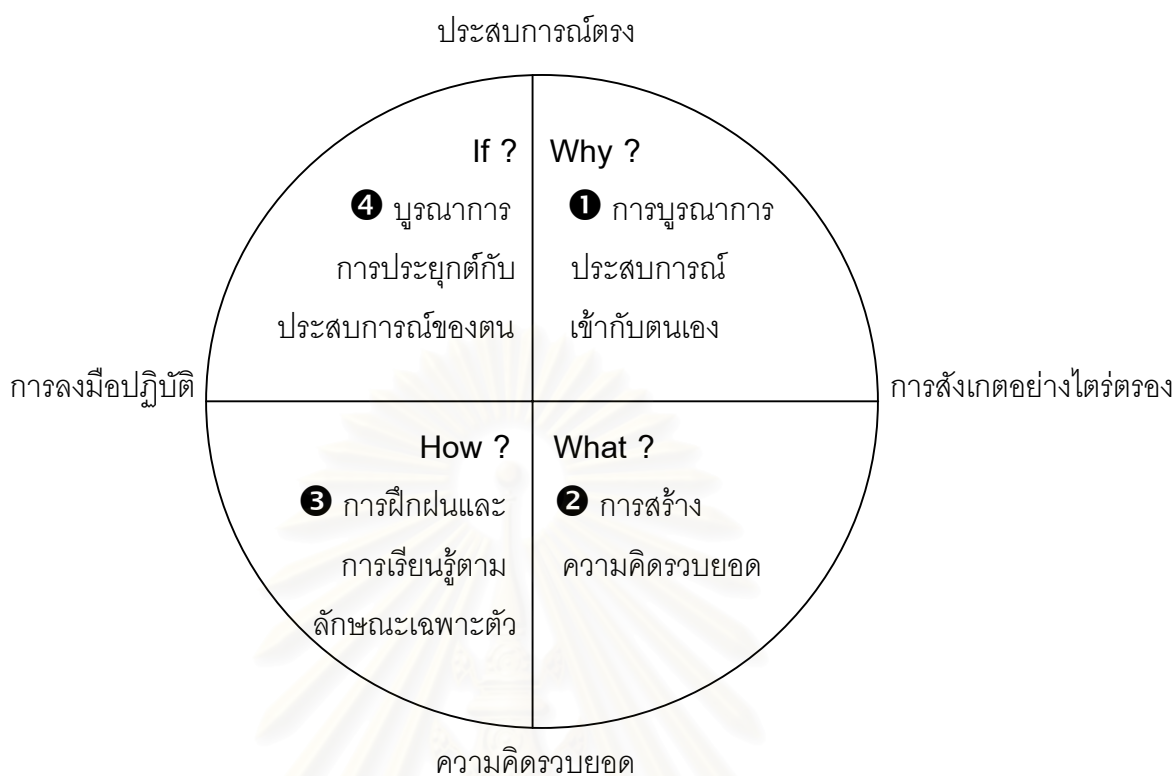 ประสบการณ์ตรง
If ?
❹ บูรณาการ
การประยุกต์กับ
ประสบการณ์ของตน
Why ?
❶ การบูรณาการ
ประสบการณ์
เข้ากับตนเอง
การลงมือปฏิบัติ
การสังเกตอย่างไตร่ตรอง
How ?
❸ การฝึกฝนและ
การเรียนรู้ตาม
ลักษณะเฉพาะตัว
What ?
❷ การสร้าง
ความคิดรวบยอด
ความคิดรวบยอด